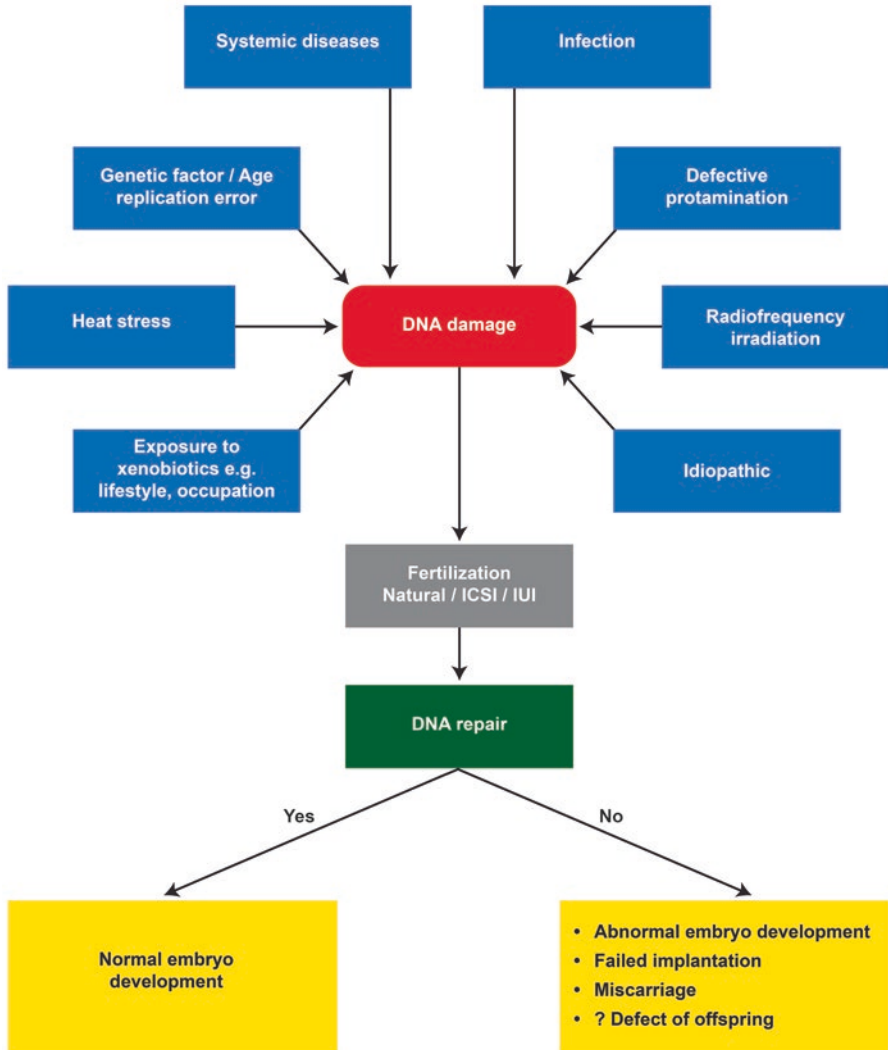 Systemic diseases
Infection
Genetic factor / Age
replication error
Defective
protamination
Heat stress
DNA damage
Radiofrequency
irradiation
Exposure to
xenobiotics e.g.
lifestyle, occupation
Idiopathic
Fertilization
Natural / ICSI / IUI
DNA repair
Yes
No
Normal embryo
development
• Abnormal embryo development
• Failed implantation
• Miscarriage
• ? Defect of offspring